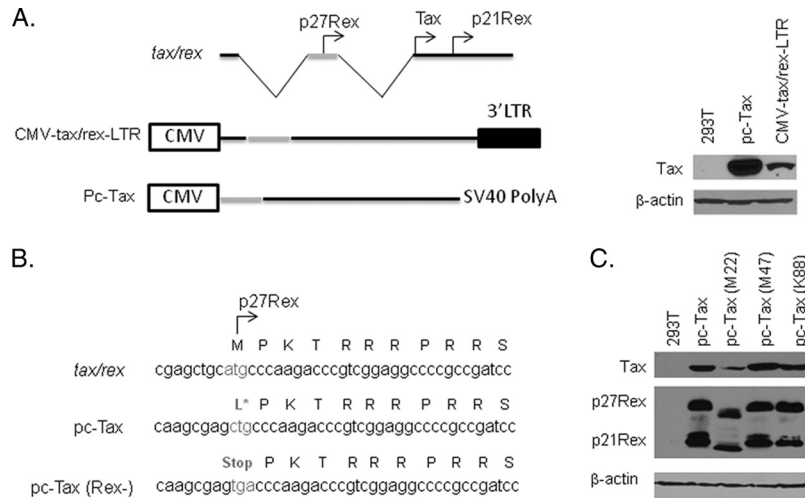 A.
p27Rex
Tax
p21Rex
tax/rex
3'LTR
CMV-tax/rex-LTR
CMV
Pc-Tax
CMV
SV40 PolyA
293T
pc-Tax
CMV-tax/rex-LTR
Tax
β-actin
B.
p27Rex
M P K T R R R P R R S
tax/rex
cgagctgcatgcccaagacccgtcggaggccccgccgatcc
L* P K T R R R P R R S
pc-Tax
caagcgagctgcccaagacccgtcggaggccccgccgatcc
Stop P K T R R R P R R S
pc-Tax (Rex-)
caagcgagtgacccaagacccgtcggaggccccgccgatcc
C.
293T
pc-Tax
pc-Tax (M22)
pc-Tax (M47)
pc-Tax (K88)
Tax
p27Rex
p21Rex
β-actin